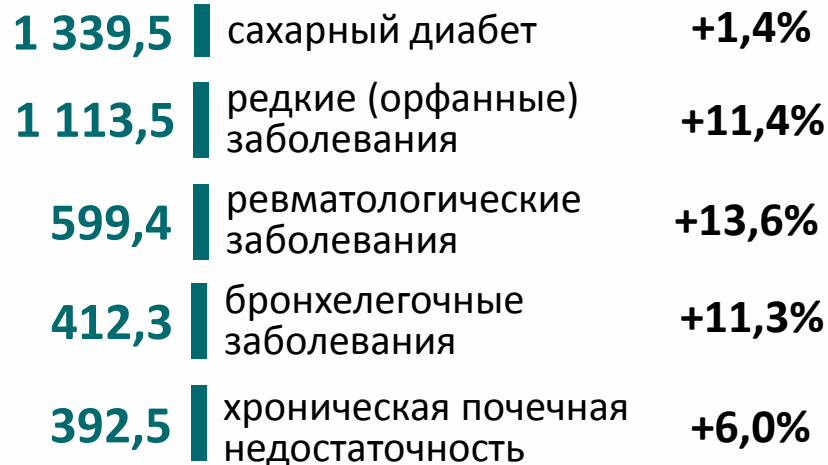 1 339,5 сахарный диабет +1,4%
1 113,5 редкие (орфанные) заболевания +11,4%
599,4 ревматологические заболевания +13,6%
412,3 бронхелегочные заболевания +11,3%
392,5 хроническая почечная недостаточность +6,0%